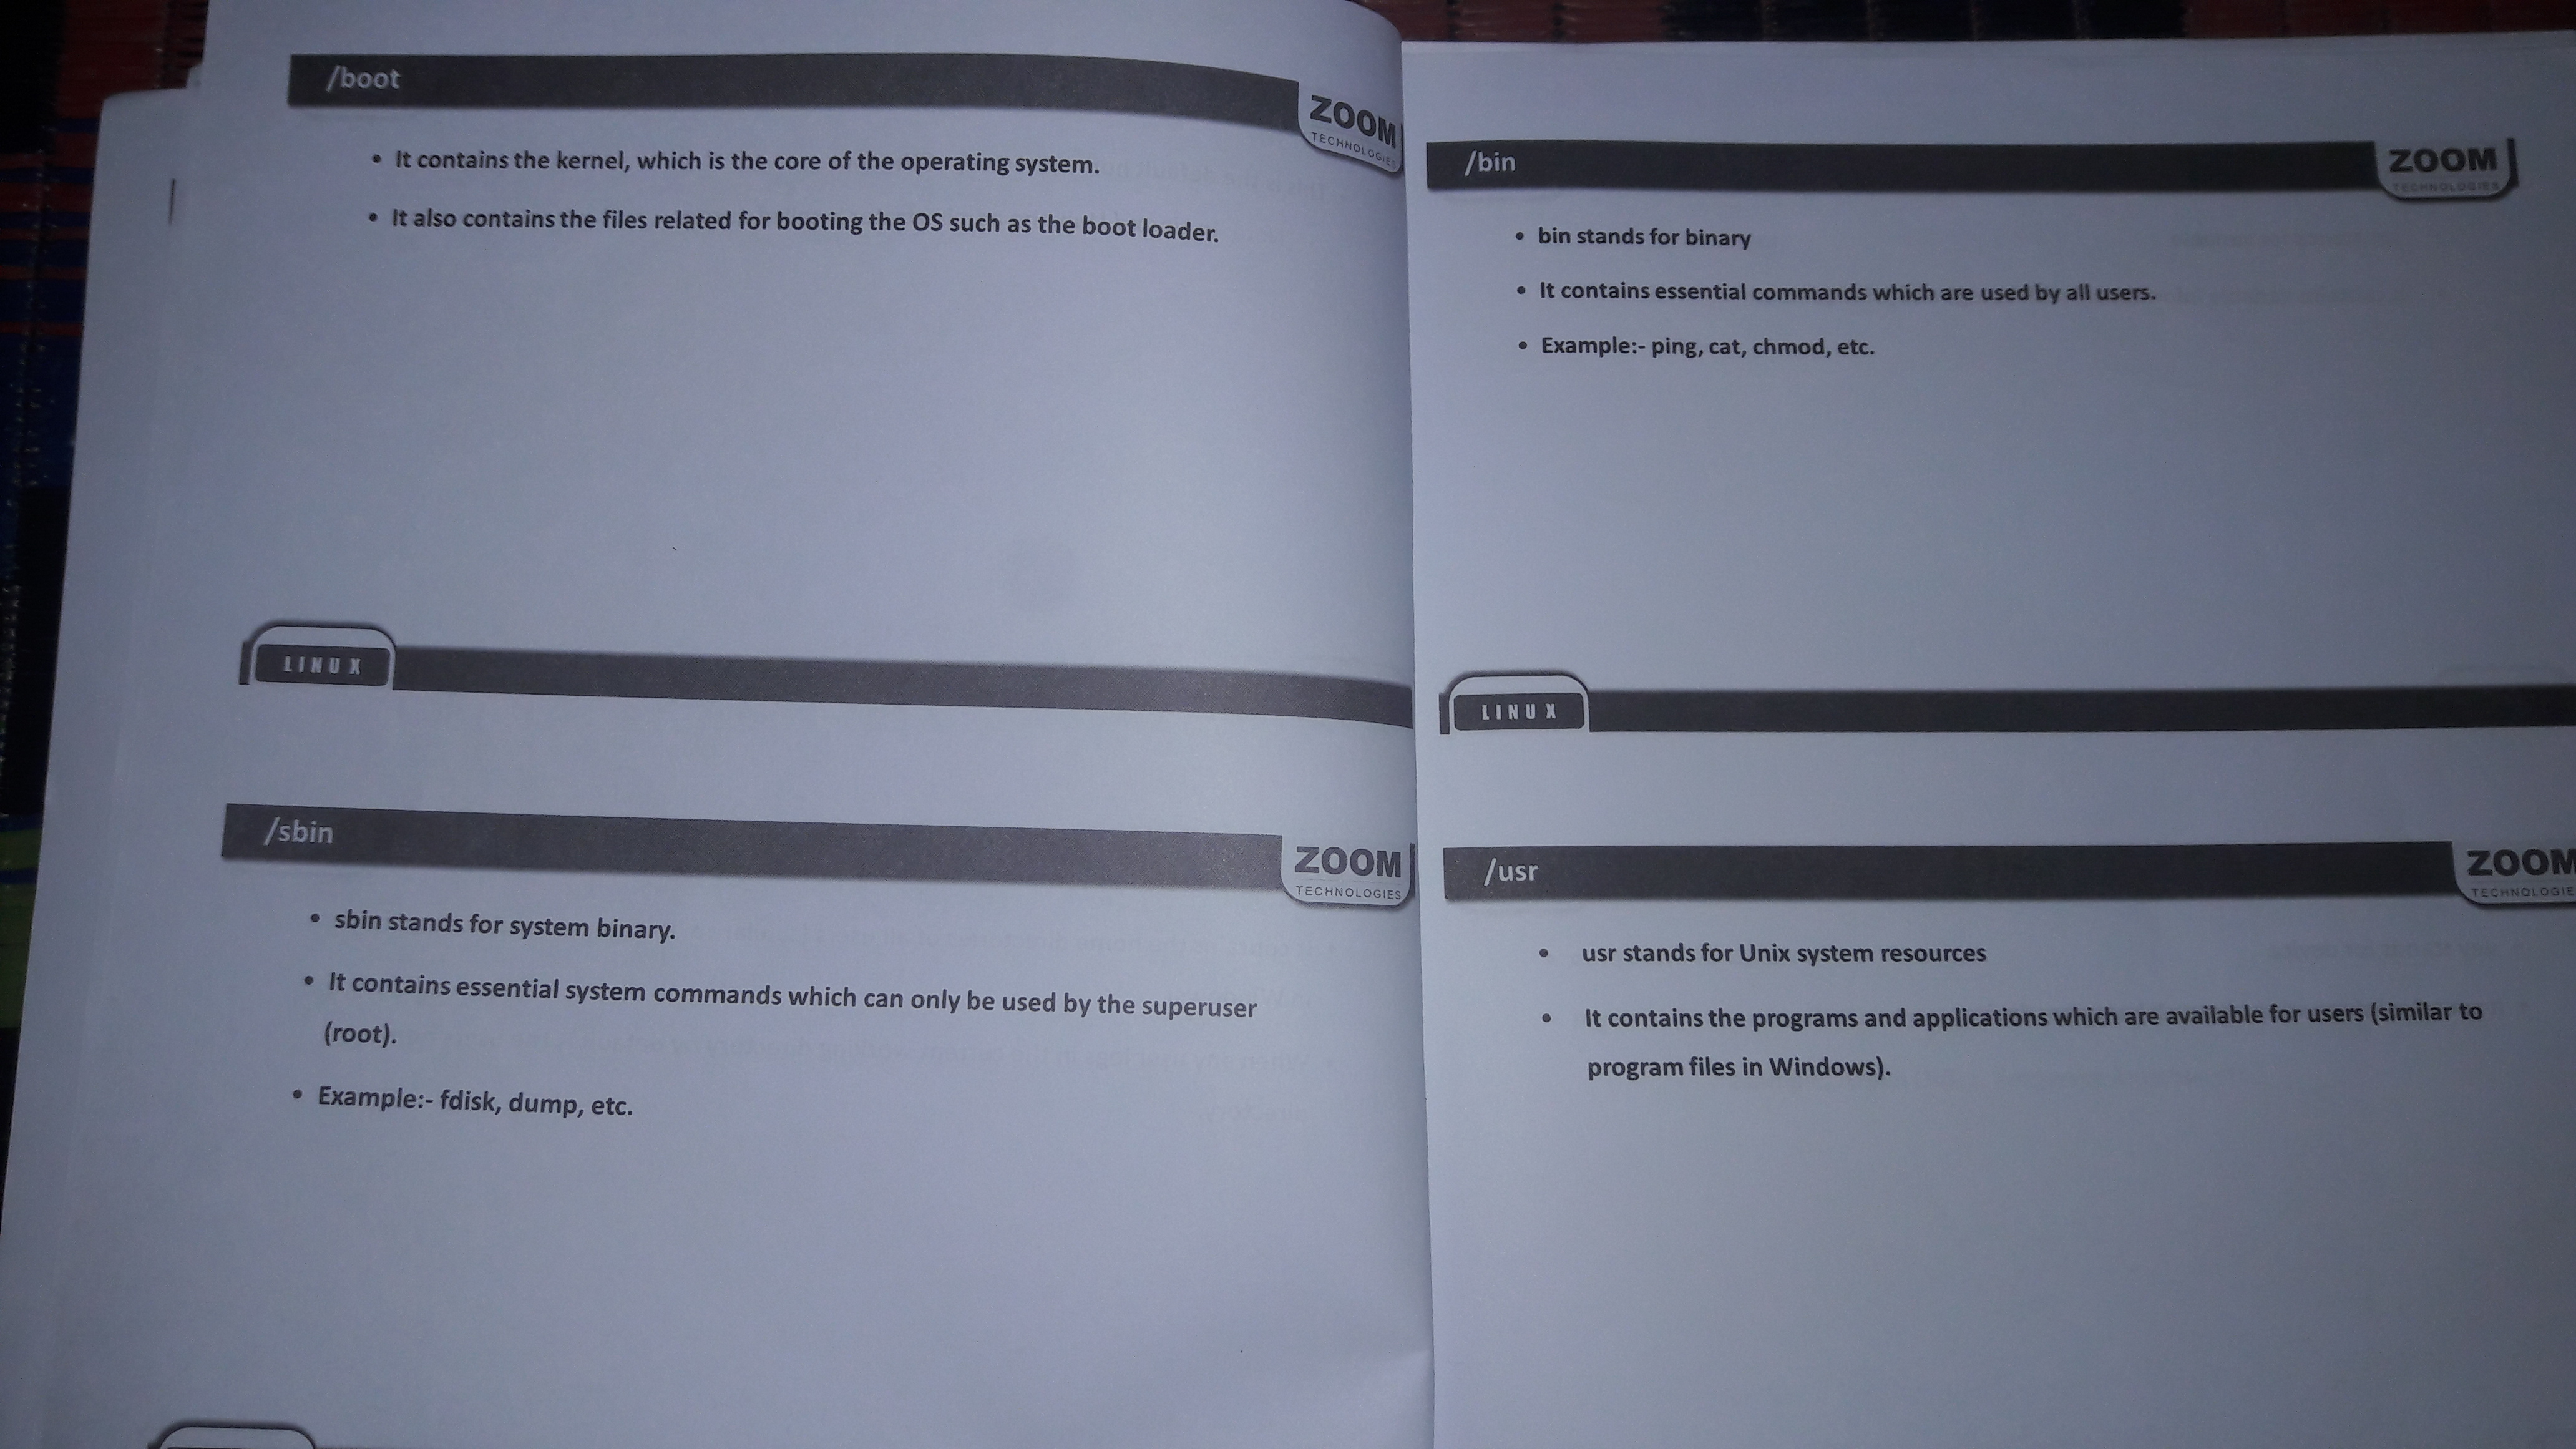 /boot
ZOOM
TECHNOLOGIES
• It contains the kernel, which is the core of the operating system.
• It also contains the files related for booting the OS such as the boot loader.
LINUX
/sbin
ZOOM
TECHNOLOGIES
• sbin stands for system binary.
• It contains essential system commands which can only be used by the superuser
(root).
• Example:- fdisk, dump, etc.
/bin
ZOOM
TECHNOLOGIES
• bin stands for binary
• It contains essential commands which are used by all users.
• Example:- ping, cat, chmod, etc.
LINUX
/usr
ZOOM
TECHNOLOGIE
• usr stands for Unix system resources
• It contains the programs and applications which are available for users (similar to
program files in Windows).